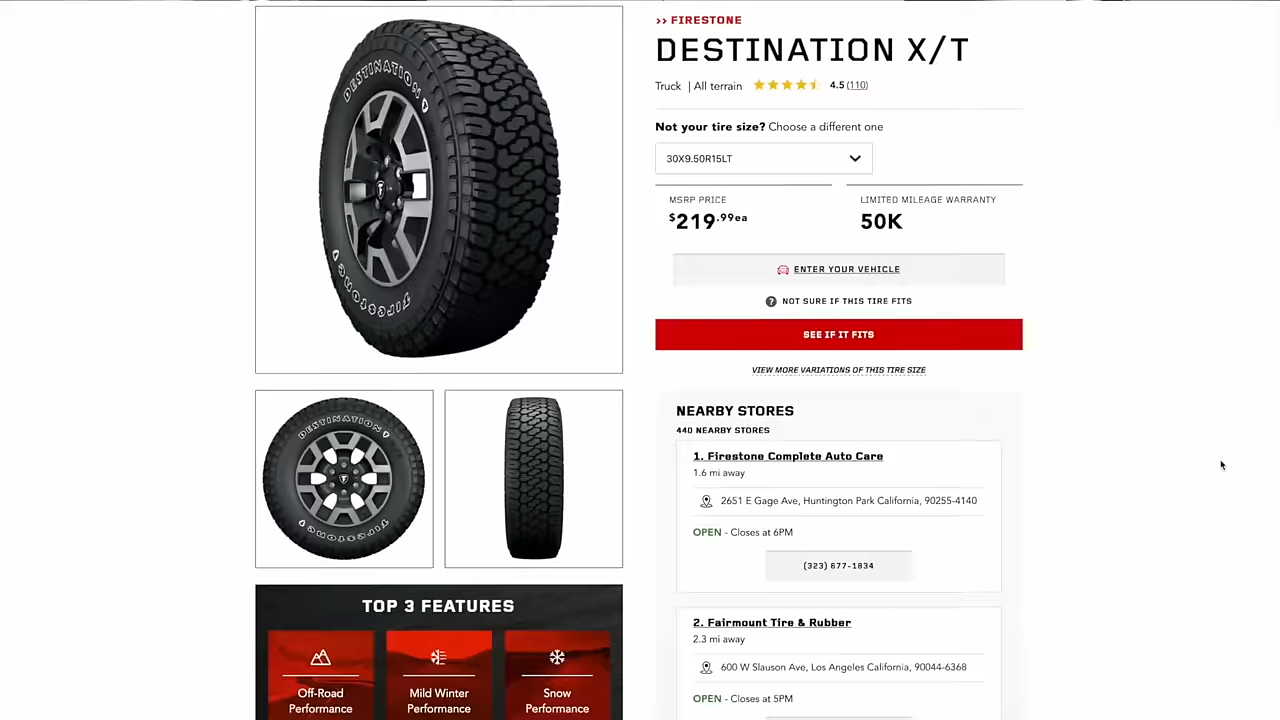 DESTINATION
FIRESTONE
DESTINATION
FIRESTONE
TOP 3 FEATURES
Off-Road
Performance
Mild Winter
Performance
Snow
Performance
›› FIRESTONE
DESTINATION X/T
Truck | All terrain 4.5 (110)
Not your tire size? Choose a different one
30X9.50R15LT
MSRP PRICE
$219.99ea
LIMITED MILEAGE WARRANTY
50K
ENTER YOUR VEHICLE
? NOT SURE IF THIS TIRE FITS
SEE IF IT FITS
VIEW MORE VARIATIONS OF THIS TIRE SIZE
NEARBY STORES
440 NEARBY STORES
1. Firestone Complete Auto Care
1.6 mi away
2651 E Gage Ave, Huntington Park California, 90255-4140
OPEN - Closes at 6PM
(323) 677-1834
2. Fairmount Tire & Rubber
2.3 mi away
600 W Slauson Ave, Los Angeles California, 90044-6368
OPEN - Closes at 5PM